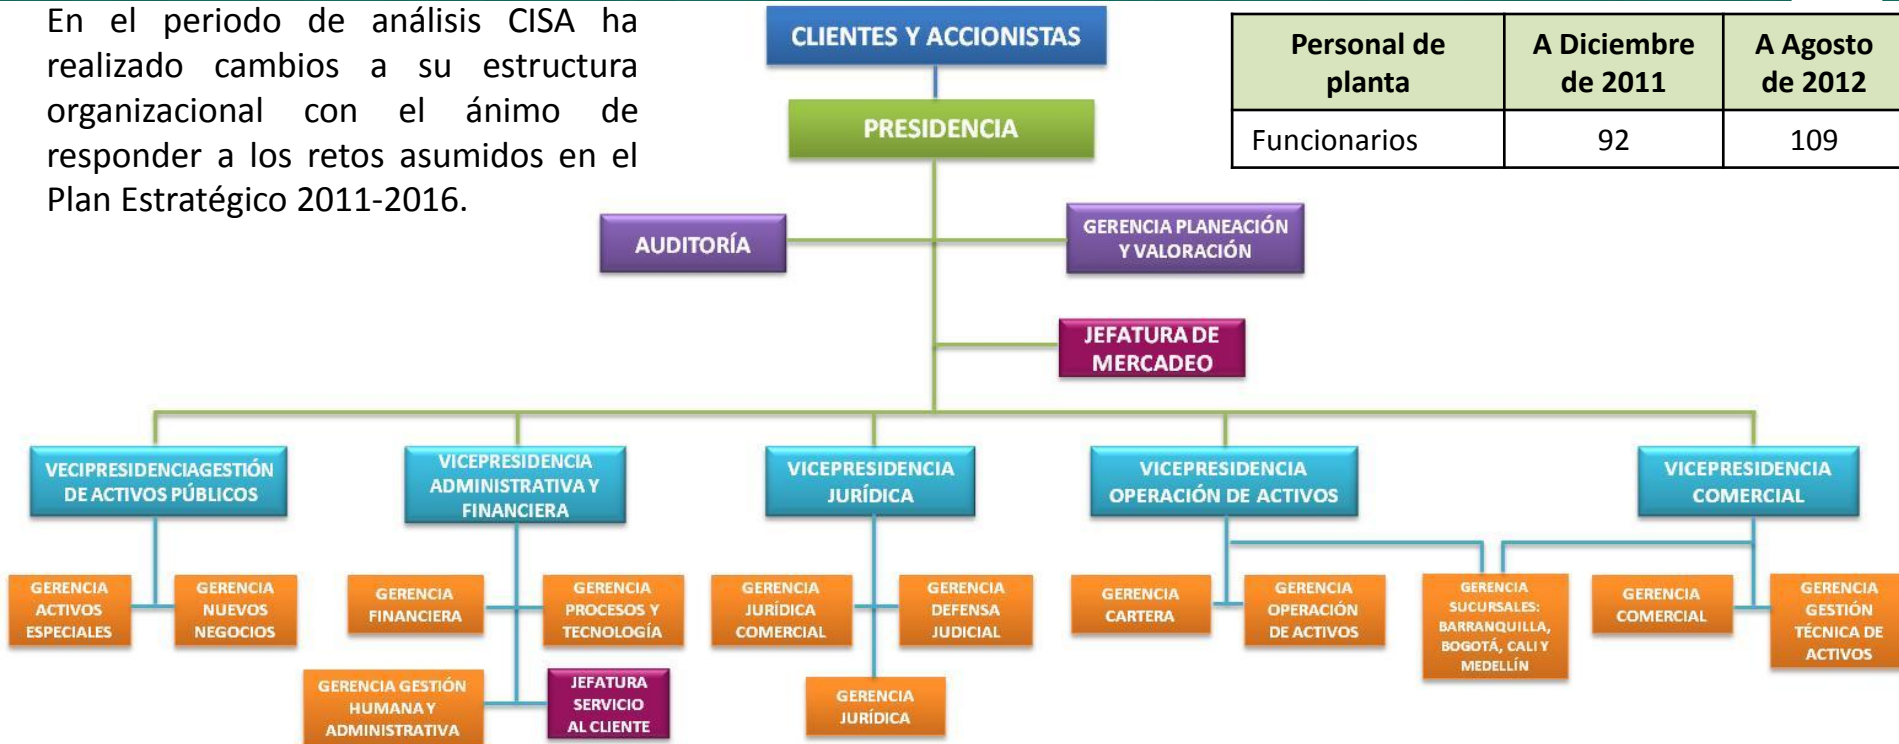 En el periodo de análisis CISA ha
realizado cambios a su estructura
organizacional con el ánimo de
responder a los retos asumidos en el
Plan Estratégico 2011-2016.
CLIENTES Y ACCIONISTAS
PRESIDENCIA
Personal de planta
A Diciembre de 2011
A Agosto de 2012
Funcionarios
92
109
AUDITORÍA
GERENCIA PLANEACIÓN
Y VALORACIÓN
JEFATURA DE
MERCADEO
VECIPRESIDENCIAGESTIÓN
DE ACTIVOS PÚBLICOS
VICEPRESIDENCIA
ADMINISTRATIVA Y
FINANCIERA
VICEPRESIDENCIA
JURÍDICA
VICEPRESIDENCIA
OPERACIÓN DE ACTIVOS
VICEPRESIDENCIA
COMERCIAL
GERENCIA
ACTIVOS
ESPECIALES
GERENCIA
NUEVOS
NEGOCIOS
GERENCIA
FINANCIERA
GERENCIA
PROCESOS Y
TECNOLOGÍA
GERENCIA
JURÍDICA
COMERCIAL
GERENCIA
DEFENSA
JUDICIAL
GERENCIA
CARTERA
GERENCIA
OPERACIÓN
DE ACTIVOS
GERENCIA
SUCURSALES:
BARRANQUILLA,
BOGOTÁ, CALI Y
MEDELLÍN
GERENCIA
COMERCIAL
GERENCIA
GESTIÓN
TÉCNICA DE
ACTIVOS
GERENCIA GESTIÓN
HUMANA Y
ADMINISTRATIVA
JEFATURA
SERVICIO
AL CLIENTE
GERENCIA
JURÍDICA